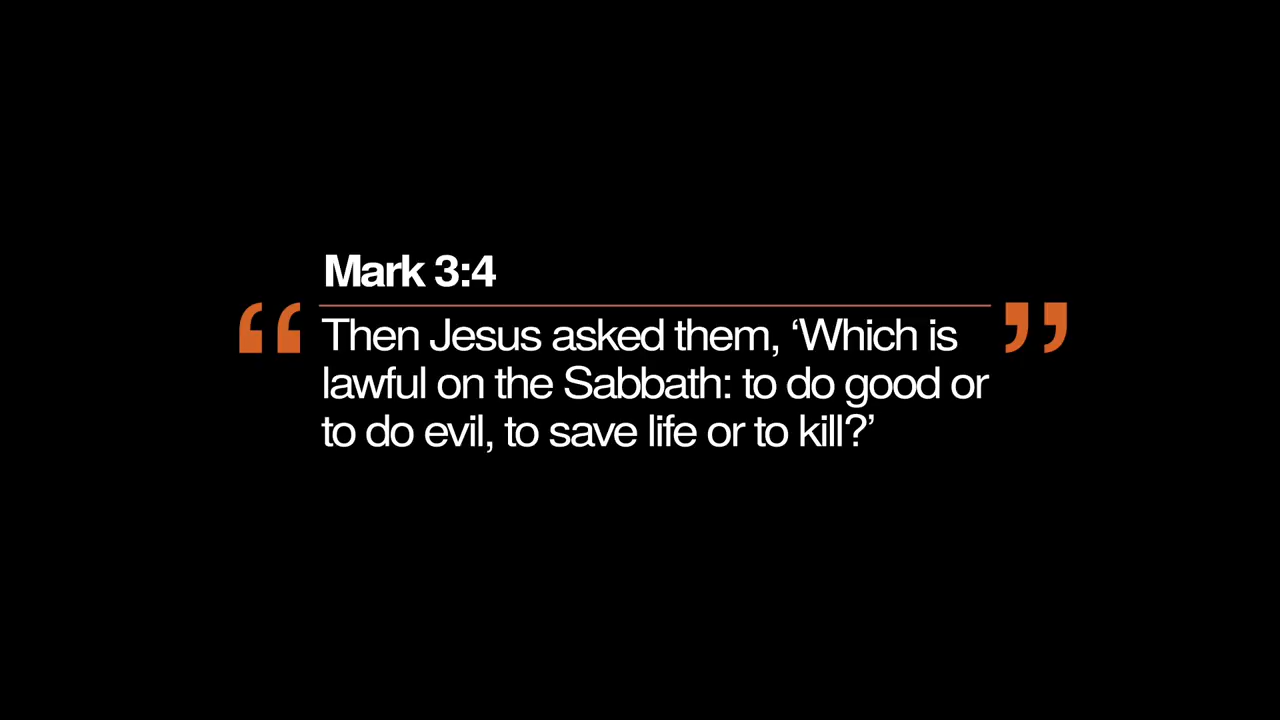 Mark 3:4
“Then Jesus asked them, ‘Which is”
lawful on the Sabbath: to do good or
to do evil, to save life or to kill?’